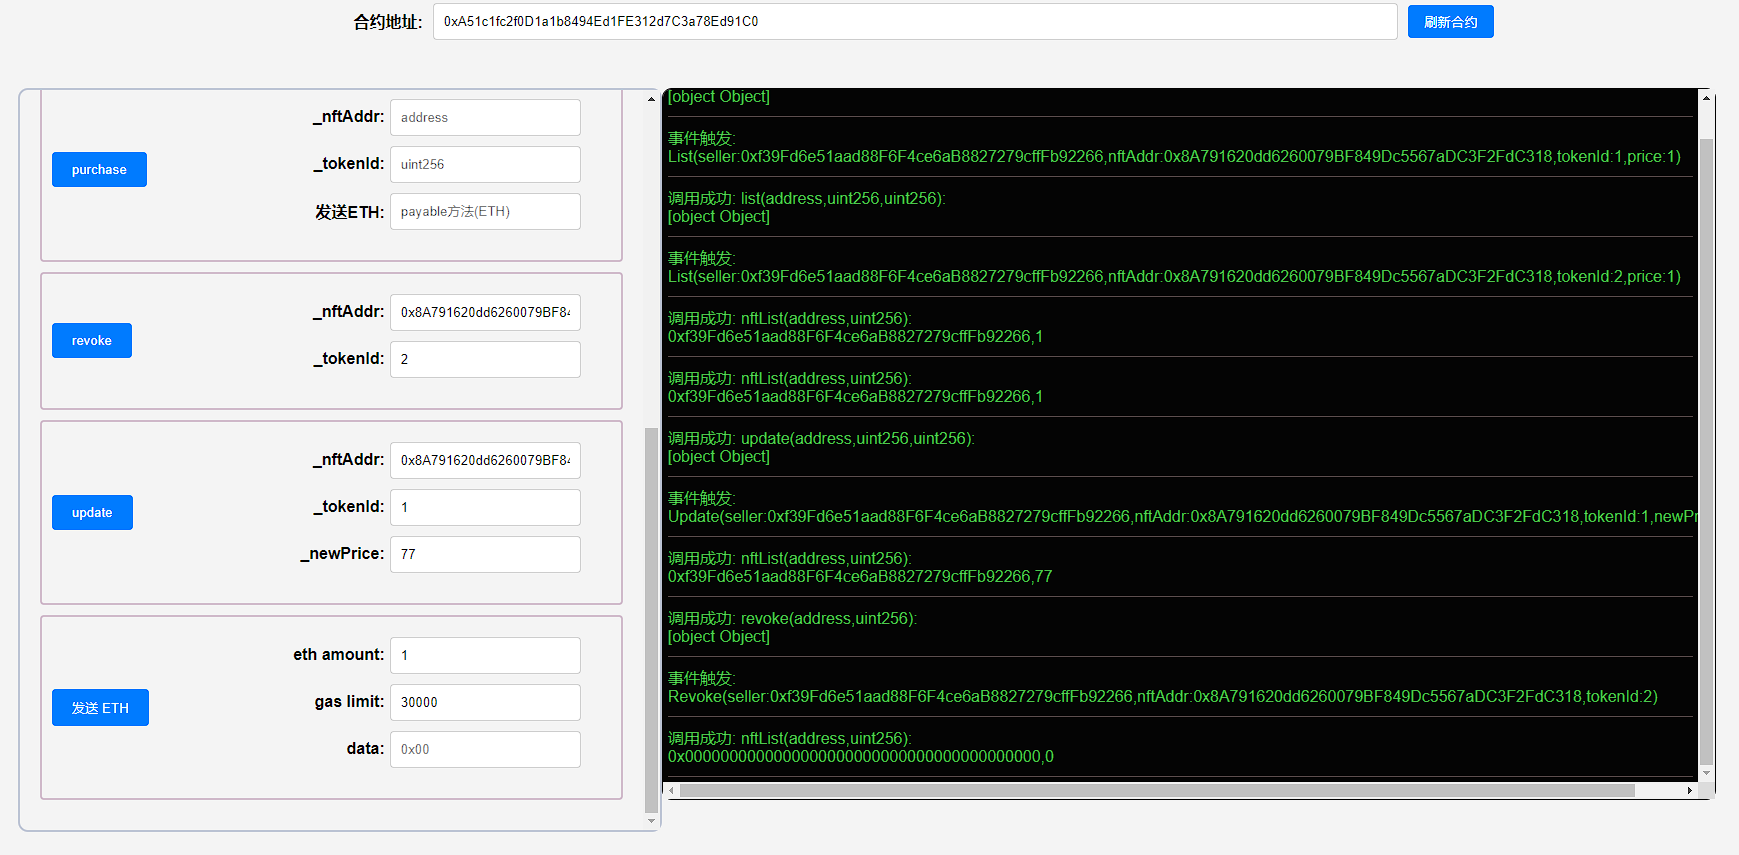 合约地址: 0xA51c1fc2f0D1a1b8494Ed1FE312d7C3a78Ed91C0 刷新合约
_nftAddr: address
purchase
_tokenId: uint256
发送ETH: payable方法(ETH)
_nftAddr: 0x8A791620dd6260079BF84
revoke
_tokenId: 2
_nftAddr: 0x8A791620dd6260079BF84
update
_tokenId: 1
_newPrice: 77
eth amount: 1
发送 ETH
gas limit: 30000
data: 0x00
[object Object]
事件触发:
List(seller:0xf39Fd6e51aad88F6F4ce6aB8827279cffFb92266,nftAddr:0x8A791620dd6260079BF849Dc5567aDC3F2FdC318,tokenId:1,price:1)
调用成功: list(address,uint256,uint256):
[object Object]
事件触发:
List(seller:0xf39Fd6e51aad88F6F4ce6aB8827279cffFb92266,nftAddr:0x8A791620dd6260079BF849Dc5567aDC3F2FdC318,tokenId:2,price:1)
调用成功: nftList(address,uint256):
0xf39Fd6e51aad88F6F4ce6aB8827279cffFb92266,1
调用成功: nftList(address,uint256):
0xf39Fd6e51aad88F6F4ce6aB8827279cffFb92266,1
调用成功: update(address,uint256,uint256):
[object Object]
事件触发:
Update(seller:0xf39Fd6e51aad88F6F4ce6aB8827279cffFb92266,nftAddr:0x8A791620dd6260079BF849Dc5567aDC3F2FdC318,tokenId:1,newPr
调用成功: nftList(address,uint256):
0xf39Fd6e51aad88F6F4ce6aB8827279cffFb92266,77
调用成功: revoke(address,uint256):
[object Object]
事件触发:
Revoke(seller:0xf39Fd6e51aad88F6F4ce6aB8827279cffFb92266,nftAddr:0x8A791620dd6260079BF849Dc5567aDC3F2FdC318,tokenId:2)
调用成功: nftList(address,uint256):
0x0000000000000000000000000000000000000000,0